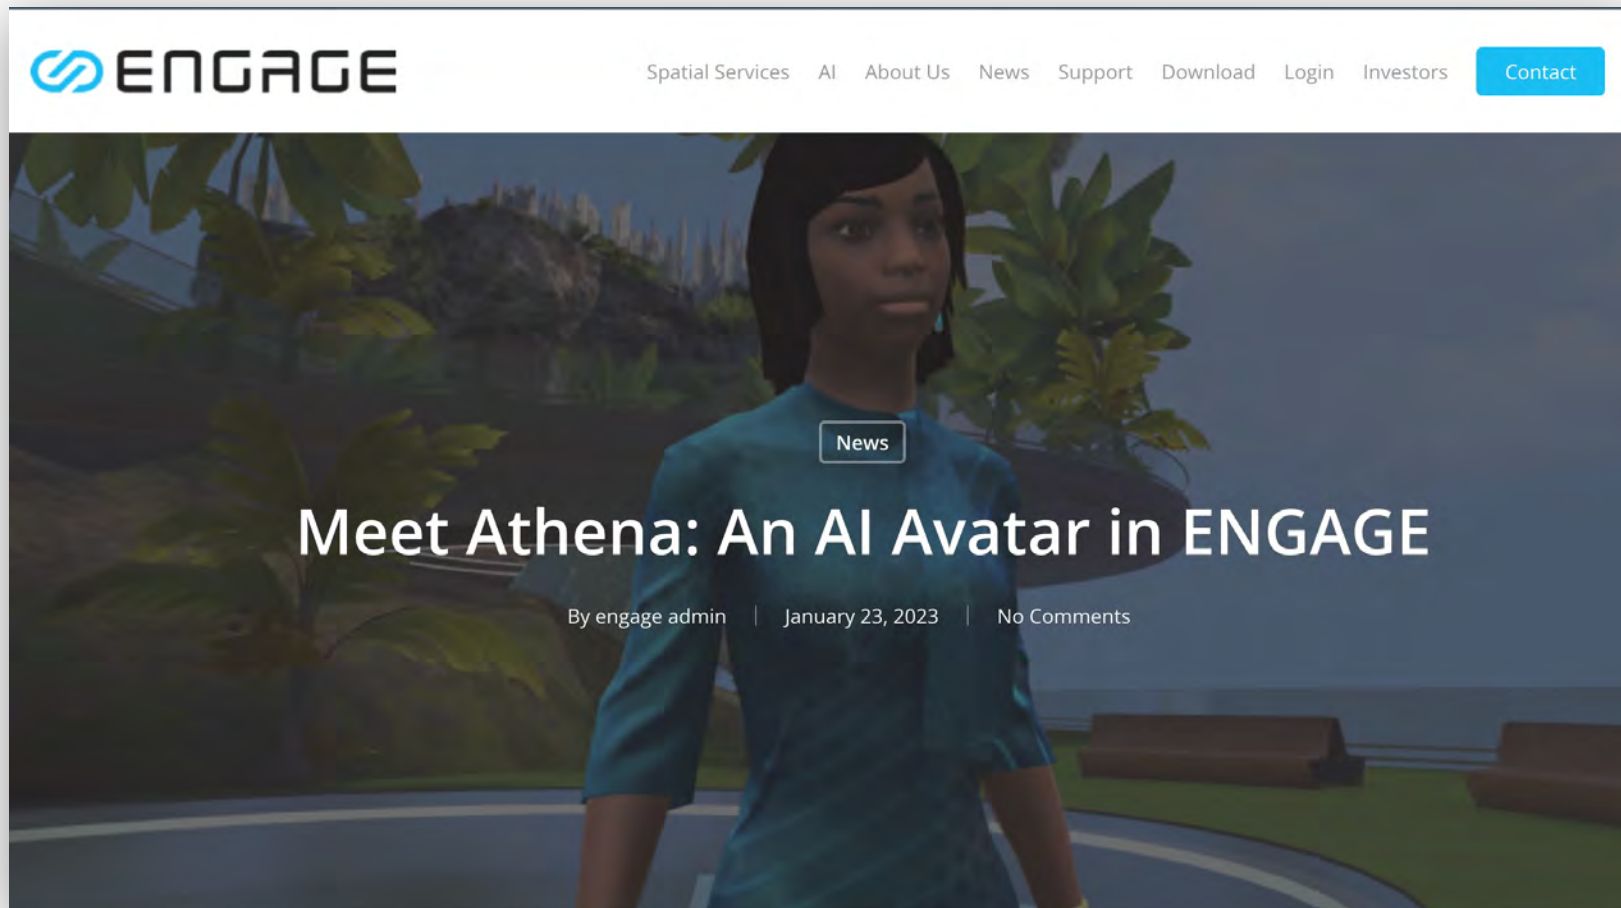 ENGAGE
Spatial Services AI About Us News Support Download Login Investors Contact
News
Meet Athena: An AI Avatar in ENGAGE
By engage admin | January 23, 2023 | No Comments